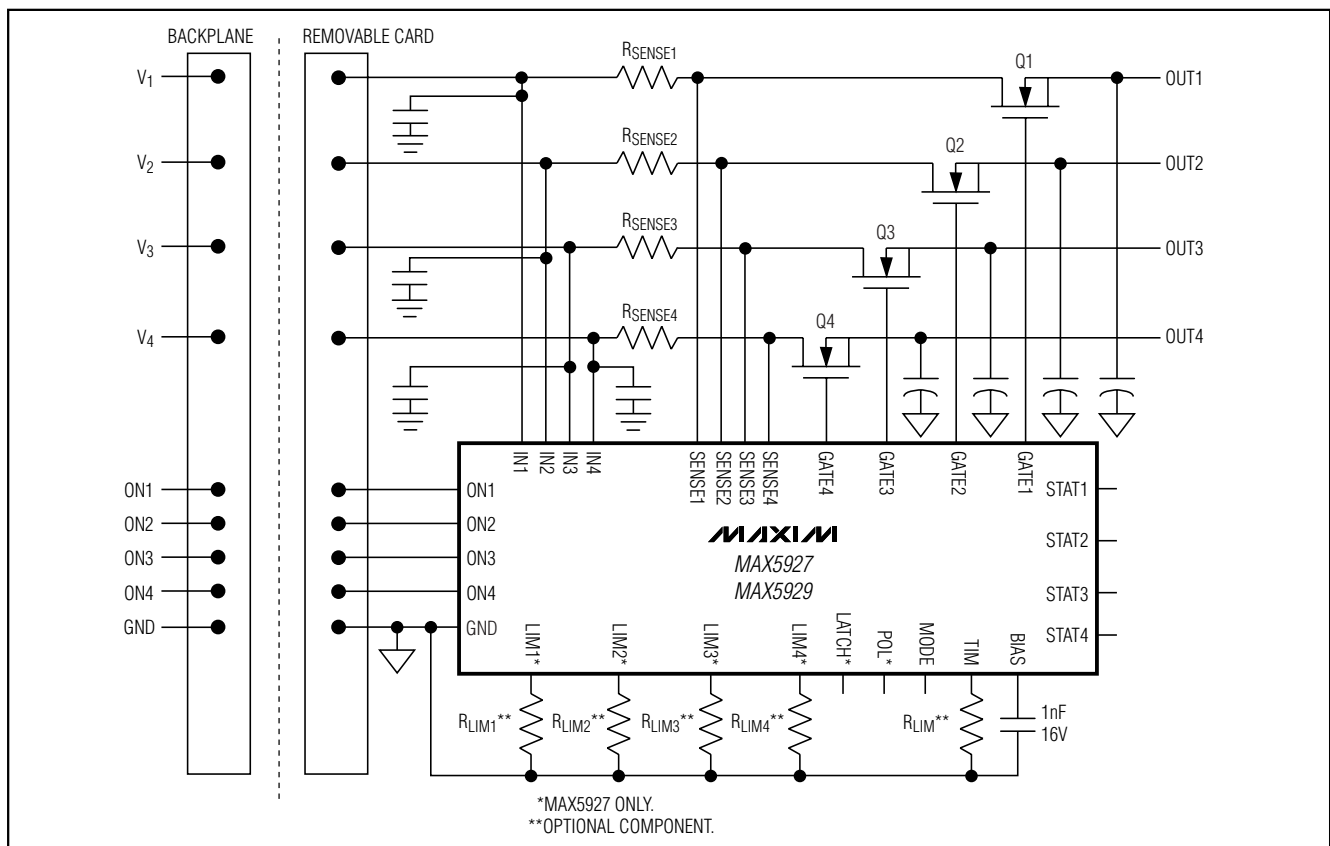 BACKPLANE
REMOVABLE CARD
V1
V2
V3
V4
RSENSE1
RSENSE2
RSENSE3
RSENSE4
Q1
Q2
Q3
Q4
OUT1
OUT2
OUT3
OUT4
ON1
ON2
ON3
ON4
GND
IN1
IN2
IN3
IN4
SENSE1
SENSE2
SENSE3
SENSE4
GATE4
GATE3
GATE2
GATE1
ON1
ON2
ON3
ON4
GND
MAXIM
MAX5927
MAX5929
STAT1
STAT2
STAT3
STAT4
LIM1*
LIM2*
LIM3*
LIM4*
LATCH*
POL*
MODE
TIM
BIAS
RLIM1**
RLIM2**
RLIM3**
RLIM4**
RLIM**
1nF
16V
*MAX5927 ONLY.
**OPTIONAL COMPONENT.